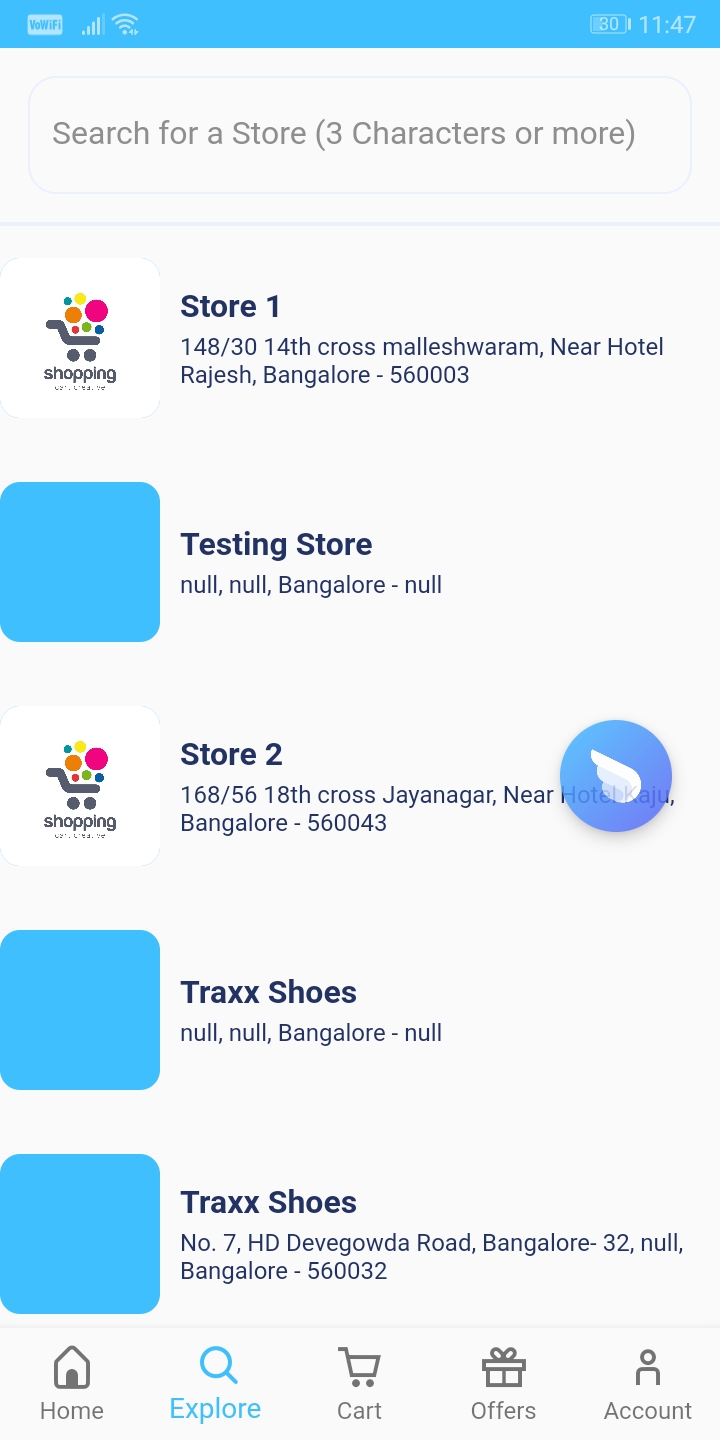 VoWiFi 30 11:47
Search for a Store (3 Characters or more)
shopping
Store 1
148/30 14th cross malleshwaram, Near Hotel
Rajesh, Bangalore - 560003
Testing Store
null, null, Bangalore - null
shopping
Store 2
168/56 18th cross Jayanagar, Near Hotel Kaju,
Bangalore - 560043
Traxx Shoes
null, null, Bangalore - null
Traxx Shoes
No. 7, HD Devegowda Road, Bangalore- 32, null,
Bangalore - 560032
Home Explore Cart Offers Account